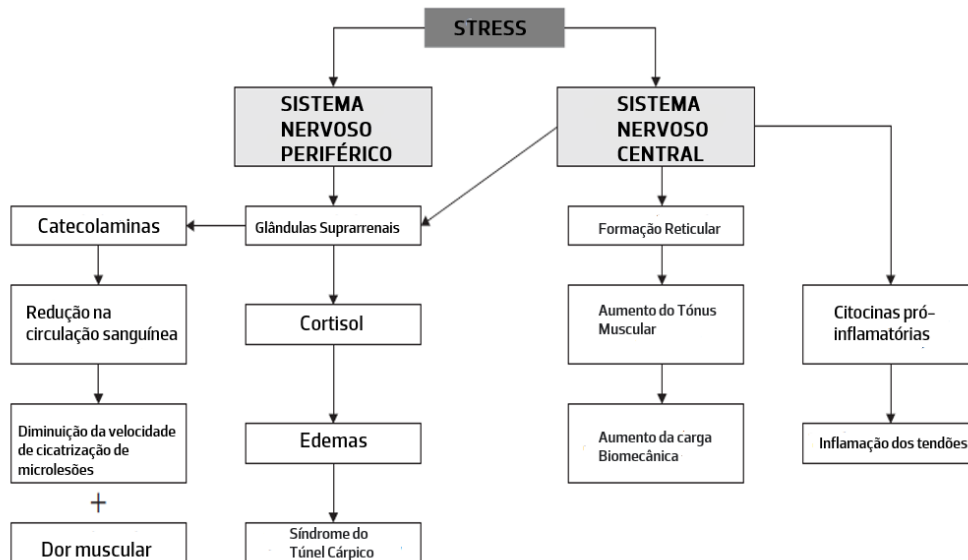 STRESS
SISTEMA
NERVOSO
PERIFÉRICO
SISTEMA
NERVOSO
CENTRAL
Catecolaminas
Glândulas Suprarrenais
Formação Reticular
Redução na
circulação sanguínea
Cortisol
Aumento do Tónus
Muscular
Citocinas pró-
inflamatórias
Diminuição da velocidade
de cicatrização de
microlesões
Edemas
Aumento da carga
Biomecânica
Inflamação dos tendões
+
Dor muscular
Síndrome do
Túnel Cárpico